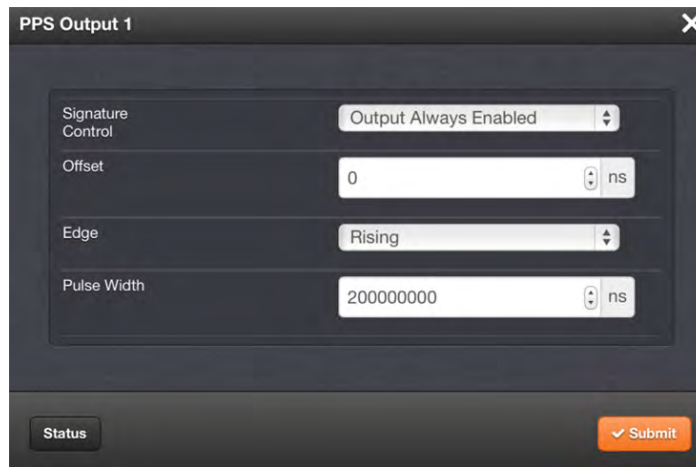 PPS Output 1
Signature
Control
Output Always Enabled
Offset
0 ns
Edge
Rising
Pulse Width
200000000 ns
Status
Submit